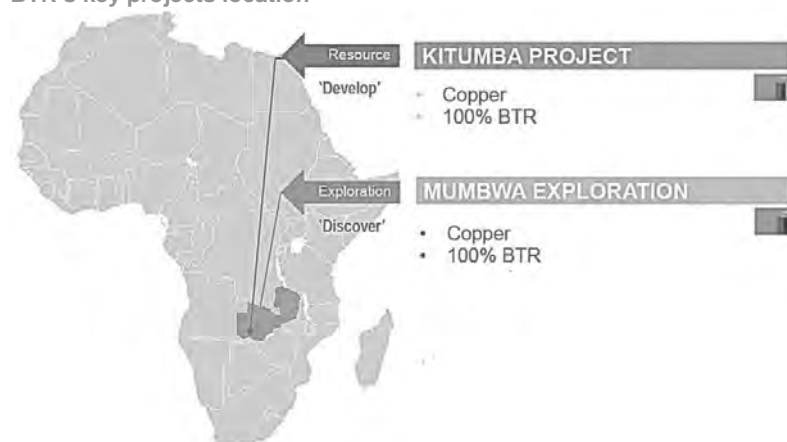 BTR's key projects location
Resource
KITUMBA PROJECT
'Develop'
- Copper
- 100% BTR
Exploration
MUMBWA EXPLORATION
'Discover'
• Copper
• 100% BTR